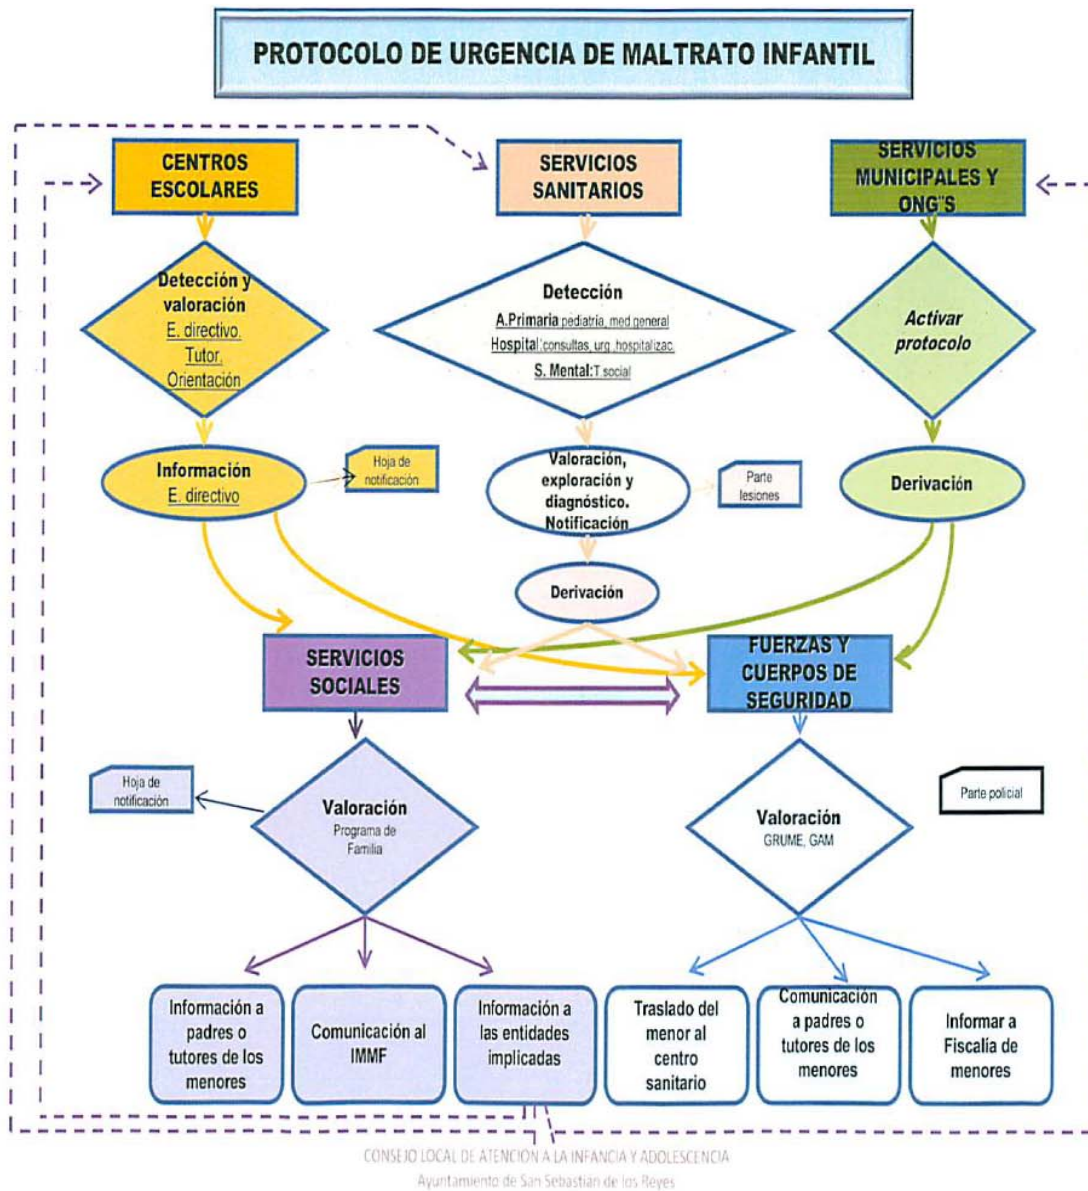 PROTOCOLO DE URGENCIA DE MALTRATO INFANTIL
CENTROS
ESCOLARES
SERVICIOS
SANITARIOS
SERVICIOS
MUNICIPALES Y
ONG¨S
Detección y
valoración
E. directivo.
Tutor,
Orientación
Detección
A.Primaria pediatría, med general
Hospital:consultas, urg ,hospitalizac.
S. Mental:T social
Activar
protocolo
Información
E. directivo
Hoja de
notificación
Valoración,
exploración y
diagnóstico.
Notificación
Parte
lesiones
Derivación
Derivación
SERVICIOS
SOCIALES
FUERZAS Y
CUERPOS DE
SEGURIDAD
Hoja de
notificación
Valoración
Programa de
Familia
Valoración
GRUME, GAM
Parte policial
Información a
padres o
tutores de los
menores
Comunicación al
IMMF
Información a
las entidades
implicadas
Traslado del
menor al
centro
sanitario
Comunicación
a padres o
tutores de los
menores
Informar a
Fiscalía de
menores
CONSEJO LOCAL DE ATENCION A LA INFANCIA Y ADOLESCENCIA
Ayuntamiento de San Sebastián de los Reyes